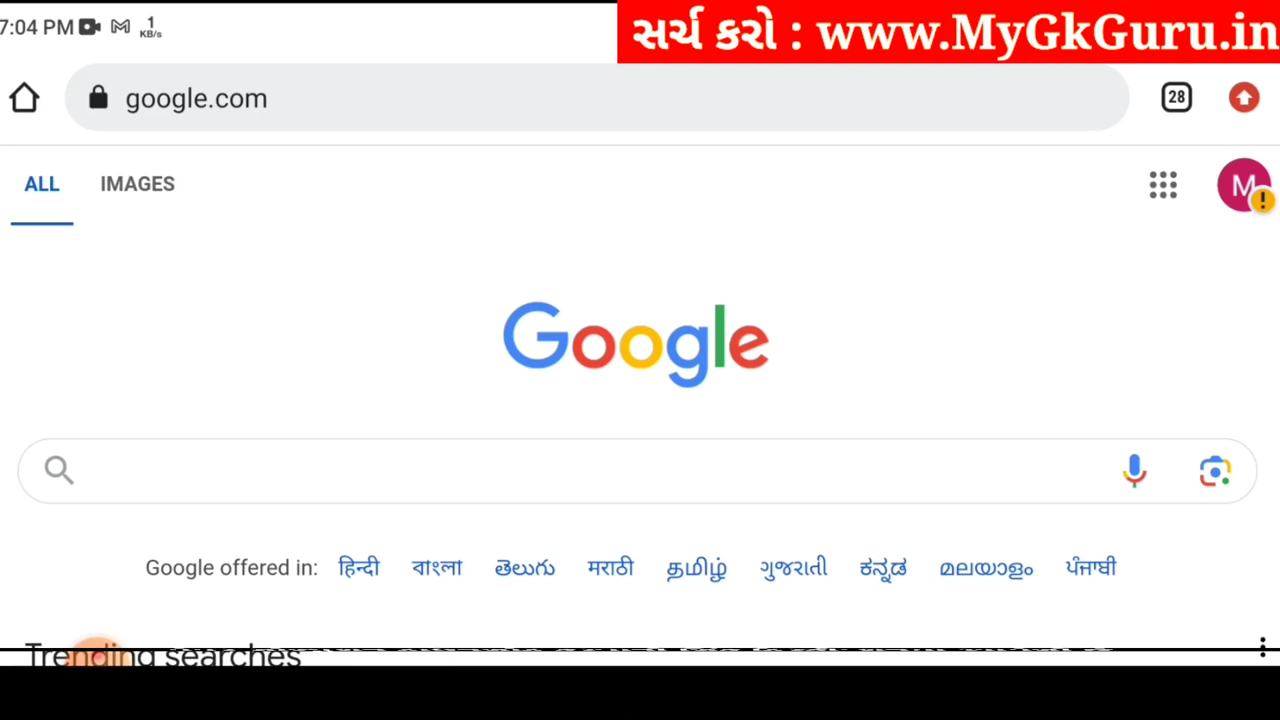 7:04 PM 1 KB/s
સર્ચ કરો : www.MyGkGuru.in
google.com 28
ALL IMAGES
M
Google
Google offered in: हिन्दी বাংলা తెలుగు मराठी தமிழ் ગુજરાતી ಕನ್ನಡ മലയാളം ਪੰਜਾਬੀ
Trending searches